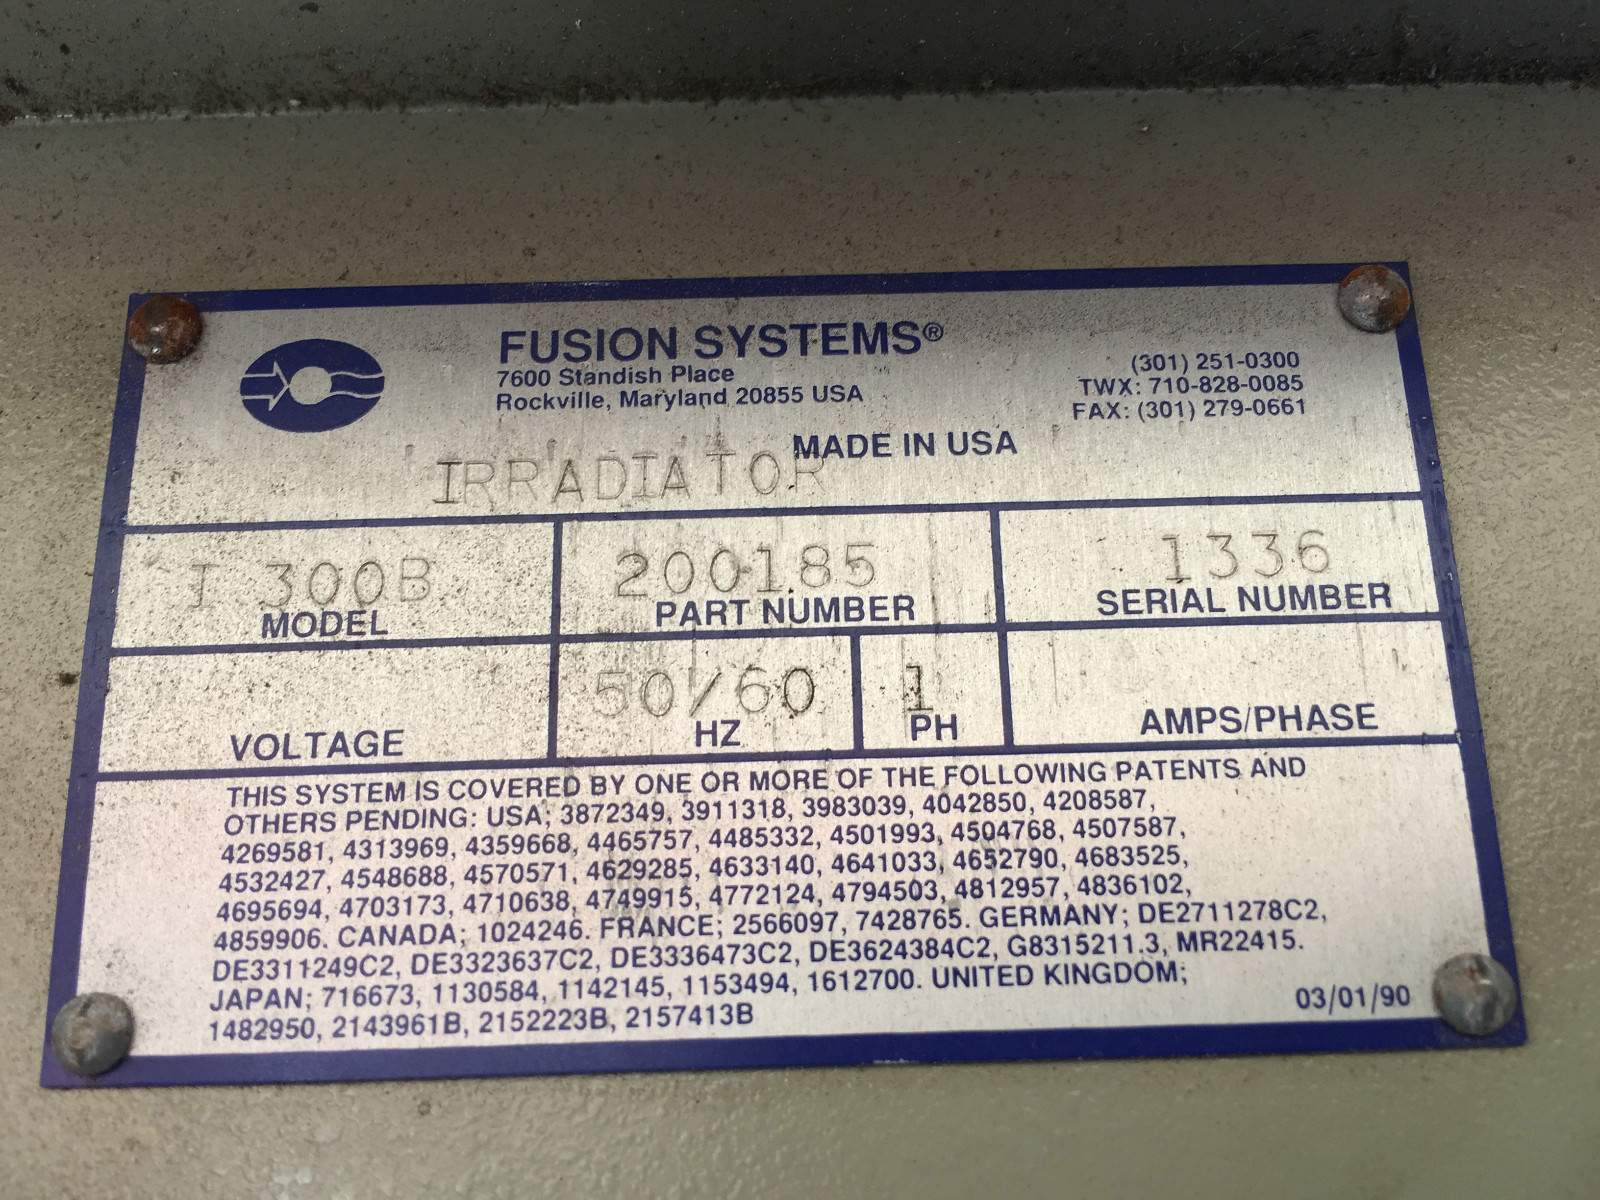 FUSION SYSTEMS®
7600 Standish Place
Rockville, Maryland 20855 USA
(301) 251-0300
TWX: 710-828-0085
FAX: (301) 279-0661
MADE IN USA
IRRADIATOR
I 300B
MODEL
200185
PART NUMBER
1336
SERIAL NUMBER
VOLTAGE
50/60
HZ
1
PH
AMPS/PHASE
THIS SYSTEM IS COVERED BY ONE OR MORE OF THE FOLLOWING PATENTS AND
OTHERS PENDING: USA; 3872349, 3911318, 3983039, 4042850, 4208587,
4269581, 4313969, 4359668, 4465757, 4485332, 4501993, 4504768, 4507587,
4532427, 4548688, 4570571, 4629285, 4633140, 4641033, 4652790, 4683525,
4695694, 4703173, 4710638, 4749915, 4772124, 4794503, 4812957, 4836102,
4859906. CANADA; 1024246. FRANCE; 2566097, 7428765. GERMANY; DE2711278C2,
DE3311249C2, DE3323637C2, DE3336473C2, DE3624384C2, G8315211.3, MR22415.
JAPAN; 716673, 1130584, 1142145, 1153494, 1612700. UNITED KINGDOM;
1482950, 2143961B, 2152223B, 2157413B
03/01/90